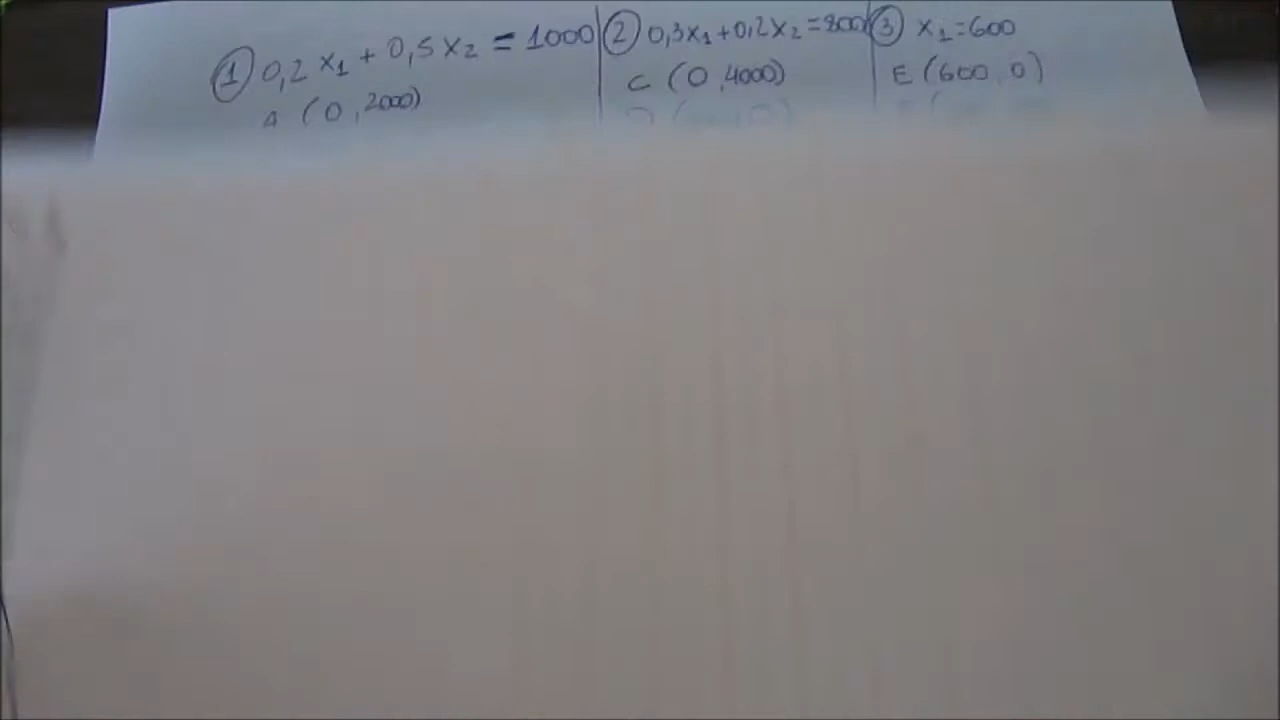 ① 0,2 x₁ + 0,5 x₂ = 1000
A (0, 2000)
② 0,3x₁ + 0,2x₂ = 800
C (0, 4000)
③ x₁ = 600
E (600, 0)